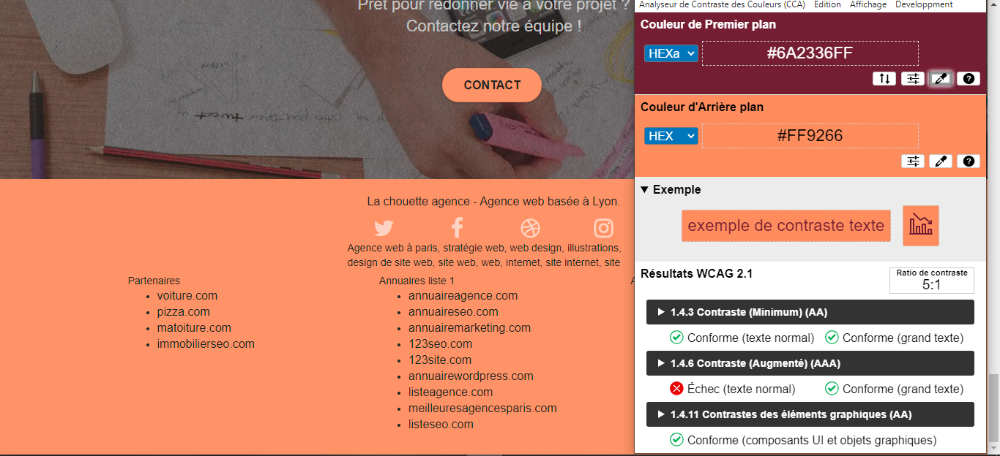 Prêt pour redonner vie à votre projet ?
Contactez notre équipe !
CONTACT
tweet
La chouette agence - Agence web basée à Lyon.
Agence web à paris, stratégie web, web design, illustrations,
design de site web, site web, web, internet, site internet, site
Partenaires
• voiture.com
• pizza.com
• matoiture.com
• immobilierseo.com
Annuaires liste 1
• annuaireagence.com
• annuaireseo.com
• annuairemarketing.com
• 123seo.com
• 123site.com
• annuairewordpress.com
• listeagence.com
• meilleuresagencesparis.com
• listeseo.com
Analyseur de Contraste des Couleurs (CCA) Edition Affichage Developpment
Couleur de Premier plan
HEXa #6A2336FF
Couleur d'Arrière plan
HEX #FF9266
▼ Exemple
exemple de contraste texte
Résultats WCAG 2.1
Ratio de contraste
5:1
1.4.3 Contraste (Minimum) (AA)
Conforme (texte normal) Conforme (grand texte)
1.4.6 Contraste (Augmenté) (AAA)
Échec (texte normal) Conforme (grand texte)
1.4.11 Contrastes des éléments graphiques (AA)
Conforme (composants UI et objets graphiques)